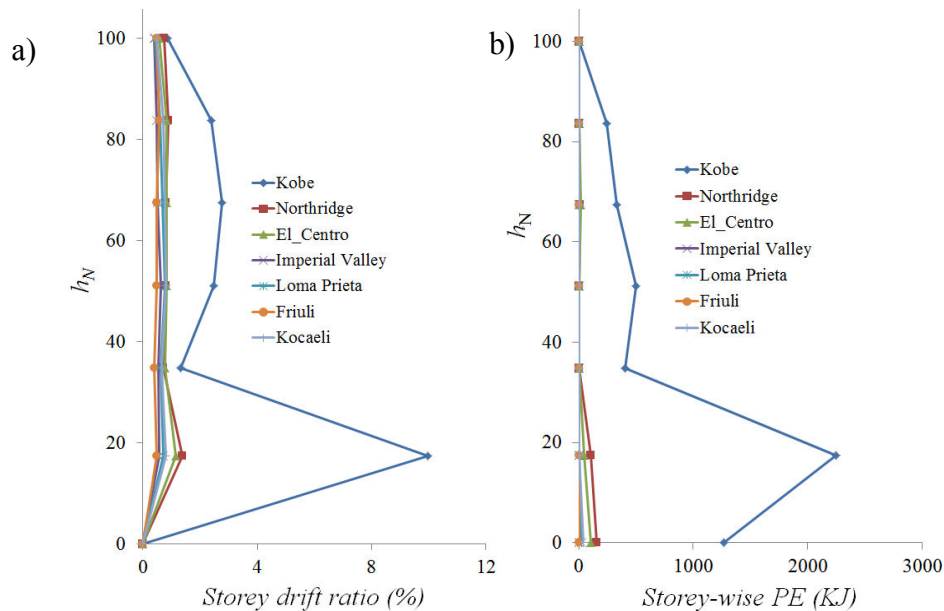 a)
100
80
60
40
20
0
h_N
Kobe
Northridge
El_Centro
Imperial Valley
Loma Prieta
Friuli
Kocaeli
0 4 8 12
Storey drift ratio (%)
b)
100
80
60
40
20
0
h_N
Kobe
Northridge
El_Centro
Imperial Valley
Loma Prieta
Friuli
Kocaeli
0 1000 2000 3000
Storey-wise PE (KJ)